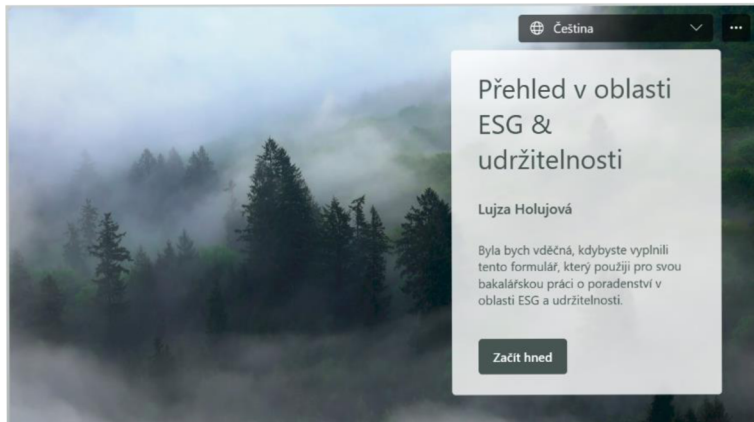 Čeština
Přehled v oblasti
ESG &
udržitelnosti
Lujza Holujová
Byla bych vděčná, kdybyste vyplnili
tento formulář, který použiji pro svou
bakalářskou práci o poradenství v
oblasti ESG a udržitelnosti.
Začít hned